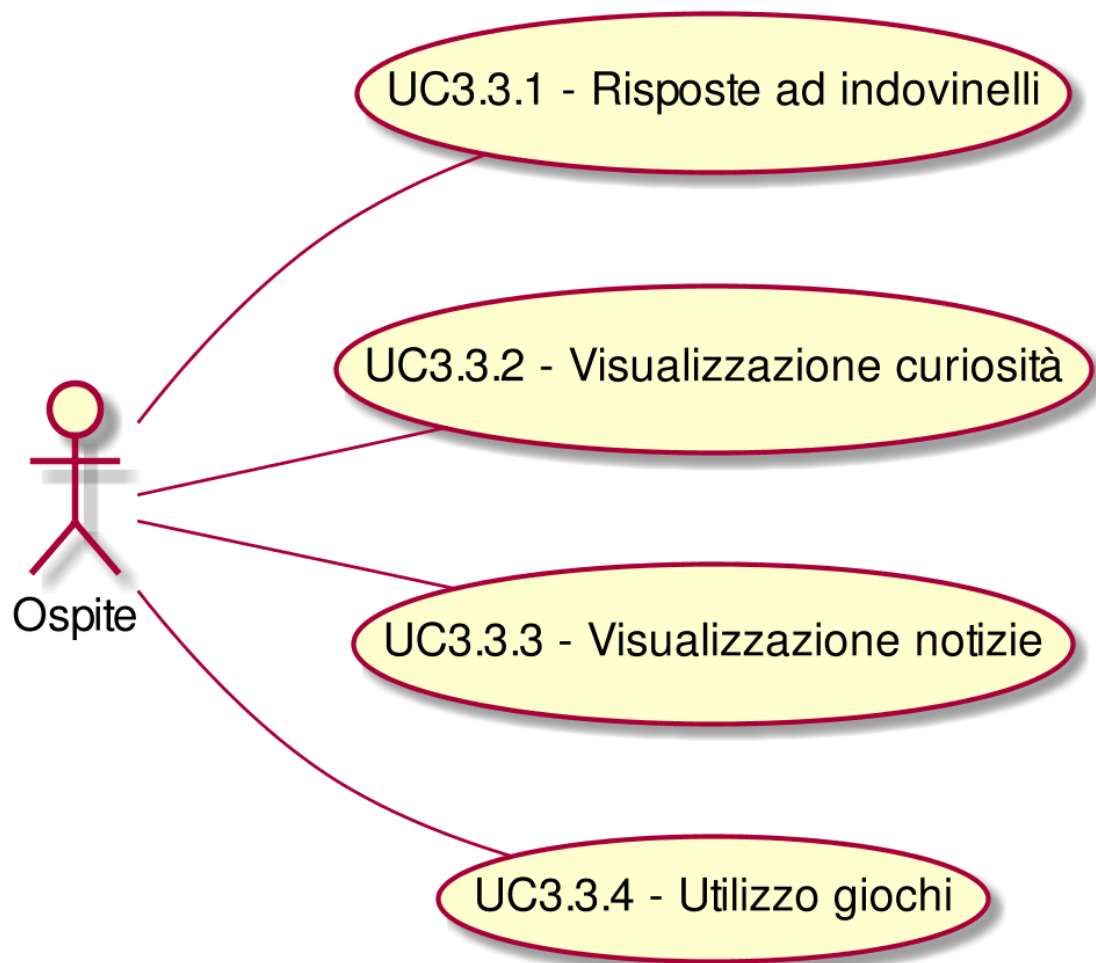 UC3.3.1 - Risposte ad indovinelli
UC3.3.2 - Visualizzazione curiosità
UC3.3.3 - Visualizzazione notizie
Ospite
UC3.3.4 - Utilizzo giochi